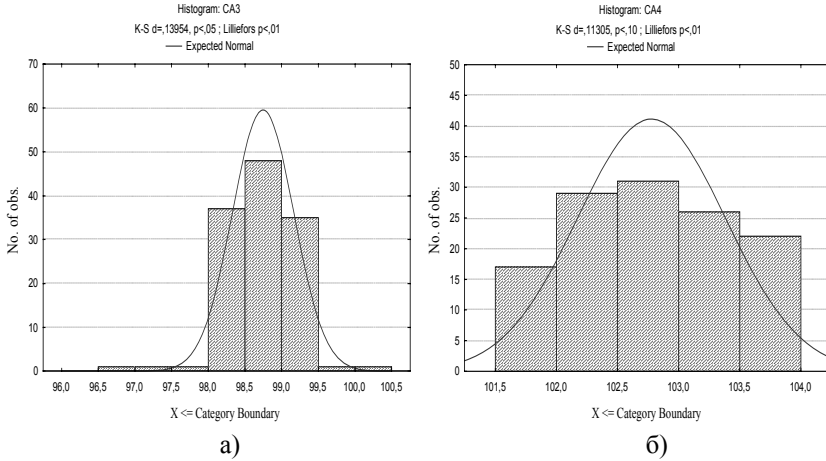 Histogram: CA3
K-S d=,13954, p<,05 ; Lilliefors p<,01
Expected Normal
70
60
50
40
30
20
10
0
No. of obs.
96,0 96,5 97,0 97,5 98,0 98,5 99,0 99,5 100,0 100,5
X <= Category Boundary
а)
Histogram: CA4
K-S d=,11305, p<,10 ; Lilliefors p<,01
Expected Normal
50
45
40
35
30
25
20
15
10
5
0
No. of obs.
101,5 102,0 102,5 103,0 103,5 104,0
X <= Category Boundary
б)